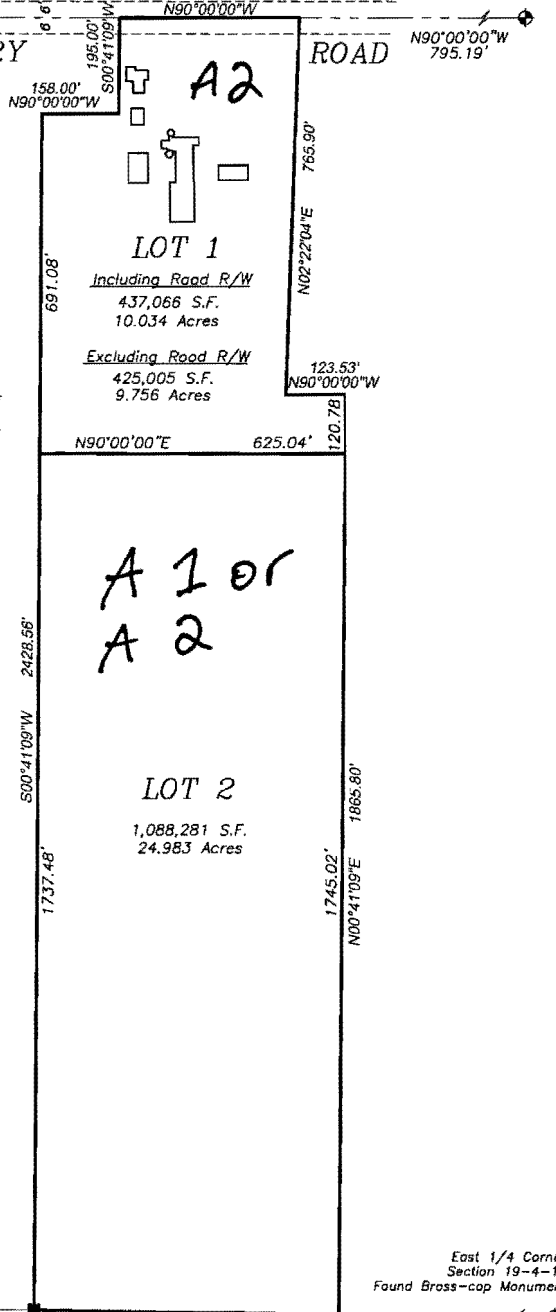 N90°00'00"W
6' 6'
RY ROAD
N90°00'00"W
795.19'
195.00'
S00°41'09"W
158.00'
N90°00'00"W
A2
765.90'
N02°22'04"E
LOT 1
Including Road R/W
437,066 S.F.
10.034 Acres
691.08'
Excluding Road R/W
425,005 S.F.
9.756 Acres
123.53'
N90°00'00"W
120.78
N90°00'00"E 625.04'
A 1 or
A 2
2428.56'
S00°41'09"W
LOT 2
1,088,281 S.F.
24.983 Acres
1865.80'
N00°41'09"E
1737.48'
1745.02'
East 1/4 Corne
Section 19-4-1
Found Bross-cap Monume